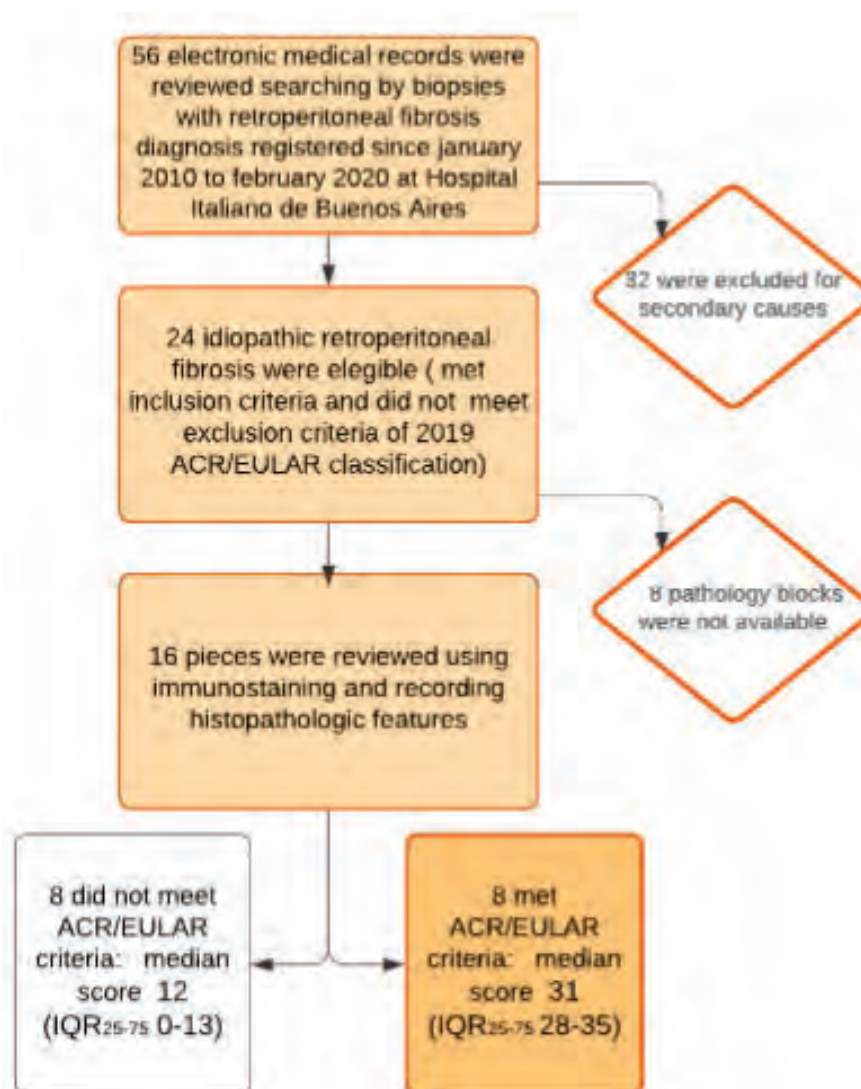 56 electronic medical records were
reviewed searching by biopsies
with retroperitoneal fibrosis
diagnosis registered since january
2010 to february 2020 at Hospital
Italiano de Buenos Aires
32 were excluded for
secondary causes
24 idiopathic retroperitoneal
fibrosis were elegible ( met
inclusion criteria and did not meet
exclusion criteria of 2019
ACR/EULAR classification)
8 pathology blocks
were not available
16 pieces were reviewed using
immunostaining and recording
histopathologic features
8 did not meet
ACR/EULAR
criteria: median
score 12
(IQR25-75 0-13)
8 met
ACR/EULAR
criteria: median
score 31
(IQR25-75 28-35)